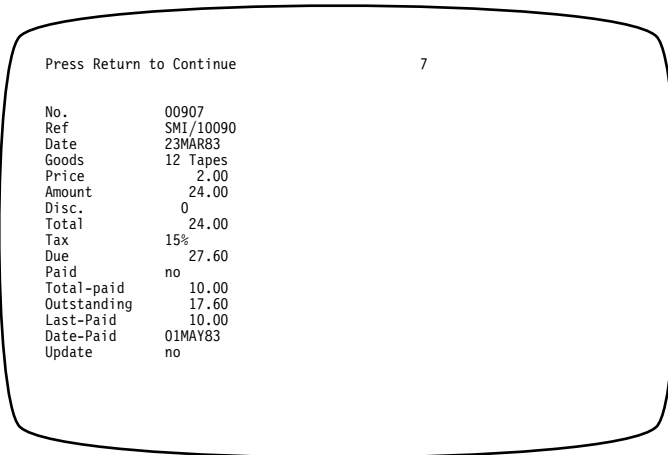 Press Return to Continue 7
No. 00907
Ref SMI/10090
Date 23MAR83
Goods 12 Tapes
Price 2.00
Amount 24.00
Disc. 0
Total 24.00
Tax 15%
Due 27.60
Paid no
Total-paid 10.00
Outstanding 17.60
Last-Paid 10.00
Date-Paid 01MAY83
Update no